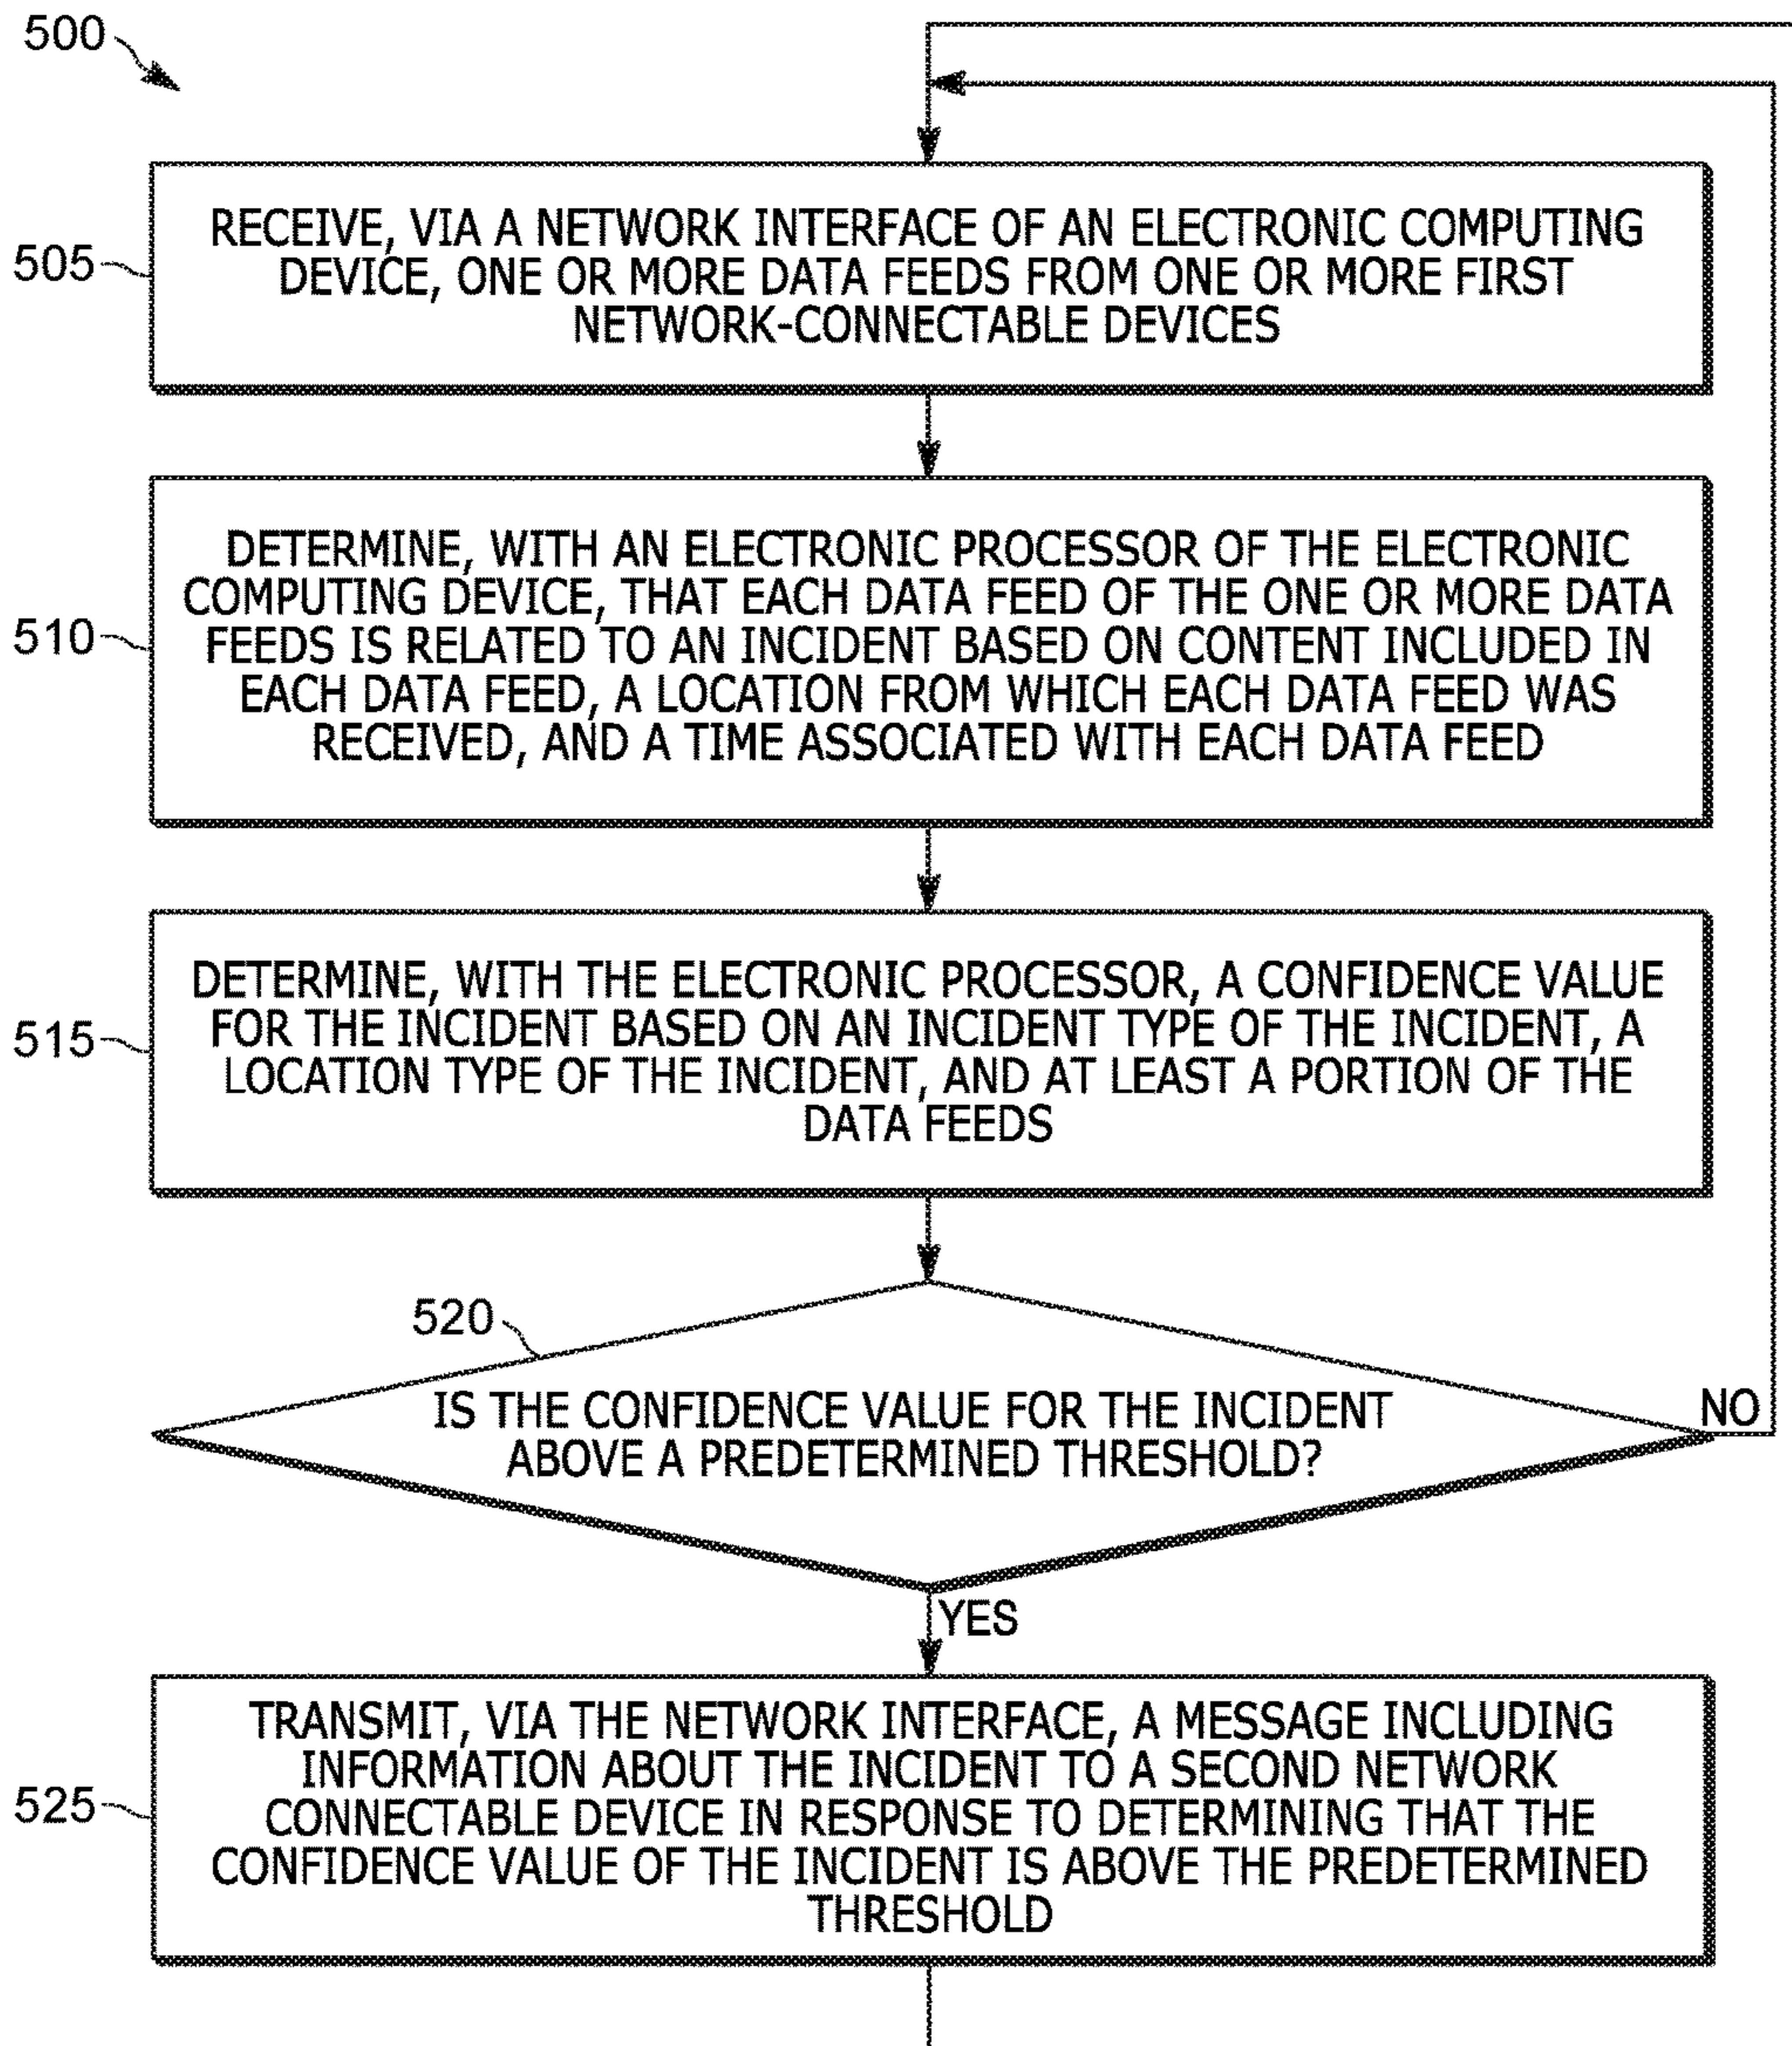 500
505
RECEIVE, VIA A NETWORK INTERFACE OF AN ELECTRONIC COMPUTING
DEVICE, ONE OR MORE DATA FEEDS FROM ONE OR MORE FIRST
NETWORK-CONNECTABLE DEVICES
510
DETERMINE, WITH AN ELECTRONIC PROCESSOR OF THE ELECTRONIC
COMPUTING DEVICE, THAT EACH DATA FEED OF THE ONE OR MORE DATA
FEEDS IS RELATED TO AN INCIDENT BASED ON CONTENT INCLUDED IN
EACH DATA FEED, A LOCATION FROM WHICH EACH DATA FEED WAS
RECEIVED, AND A TIME ASSOCIATED WITH EACH DATA FEED
515
DETERMINE, WITH THE ELECTRONIC PROCESSOR, A CONFIDENCE VALUE
FOR THE INCIDENT BASED ON AN INCIDENT TYPE OF THE INCIDENT, A
LOCATION TYPE OF THE INCIDENT, AND AT LEAST A PORTION OF THE
DATA FEEDS
520
IS THE CONFIDENCE VALUE FOR THE INCIDENT
ABOVE A PREDETERMINED THRESHOLD?
NO
YES
525
TRANSMIT, VIA THE NETWORK INTERFACE, A MESSAGE INCLUDING
INFORMATION ABOUT THE INCIDENT TO A SECOND NETWORK
CONNECTABLE DEVICE IN RESPONSE TO DETERMINING THAT THE
CONFIDENCE VALUE OF THE INCIDENT IS ABOVE THE PREDETERMINED
THRESHOLD